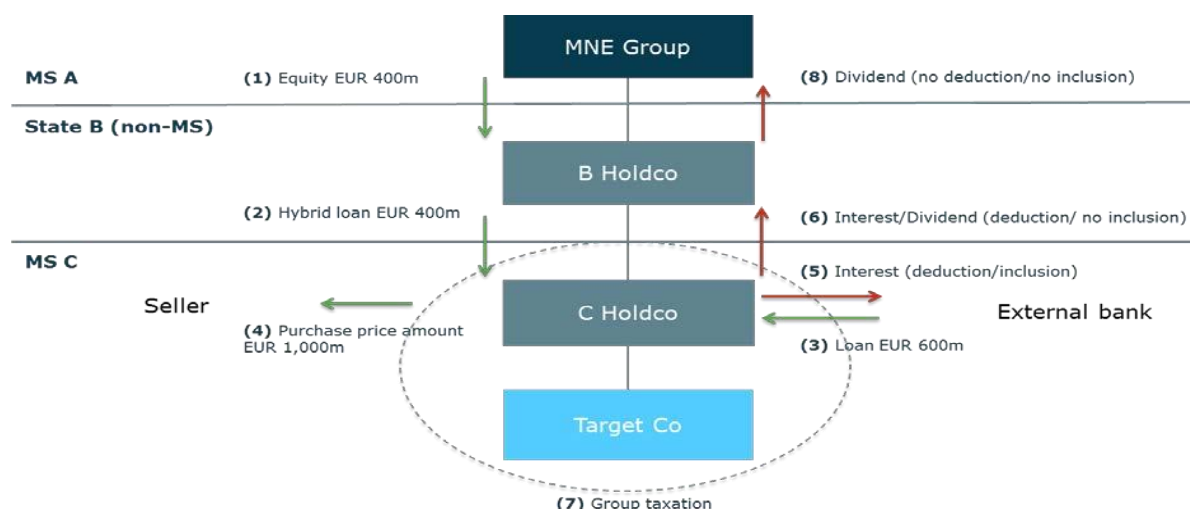 MNE Group
MS A
(1) Equity EUR 400m
(8) Dividend (no deduction/no inclusion)
State B (non-MS)
B Holdco
(2) Hybrid loan EUR 400m
(6) Interest/Dividend (deduction/ no inclusion)
MS C
(5) Interest (deduction/inclusion)
Seller
C Holdco
External bank
(4) Purchase price amount
EUR 1,000m
(3) Loan EUR 600m
Target Co
(7) Group taxation